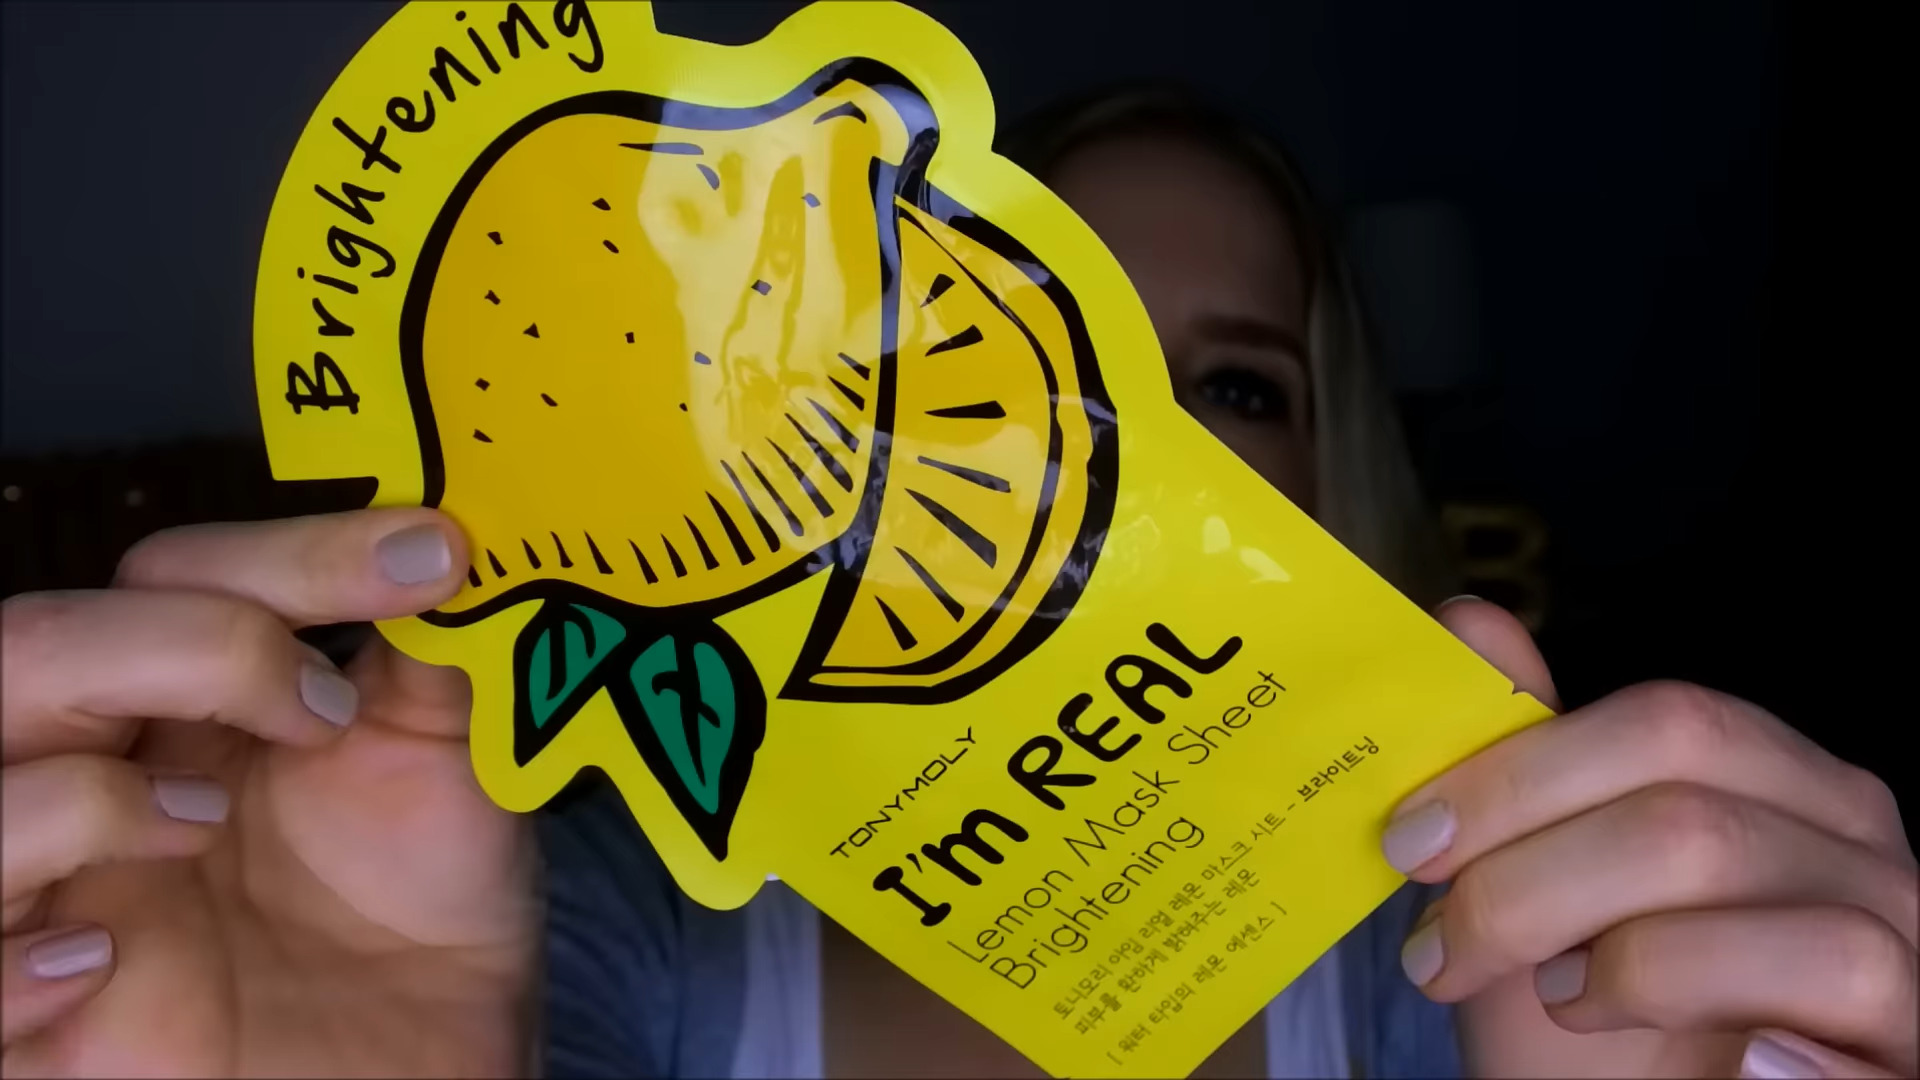 Brightening
TONYMOLY
I'm REAL
Lemon Mask Sheet
Brightening
토니모리 아임 리얼 레몬 마스크 시트 - 브라이트닝
피부를 환하게 밝혀주는 레몬
[ 워터 타입의 레몬 에센스 ]
B